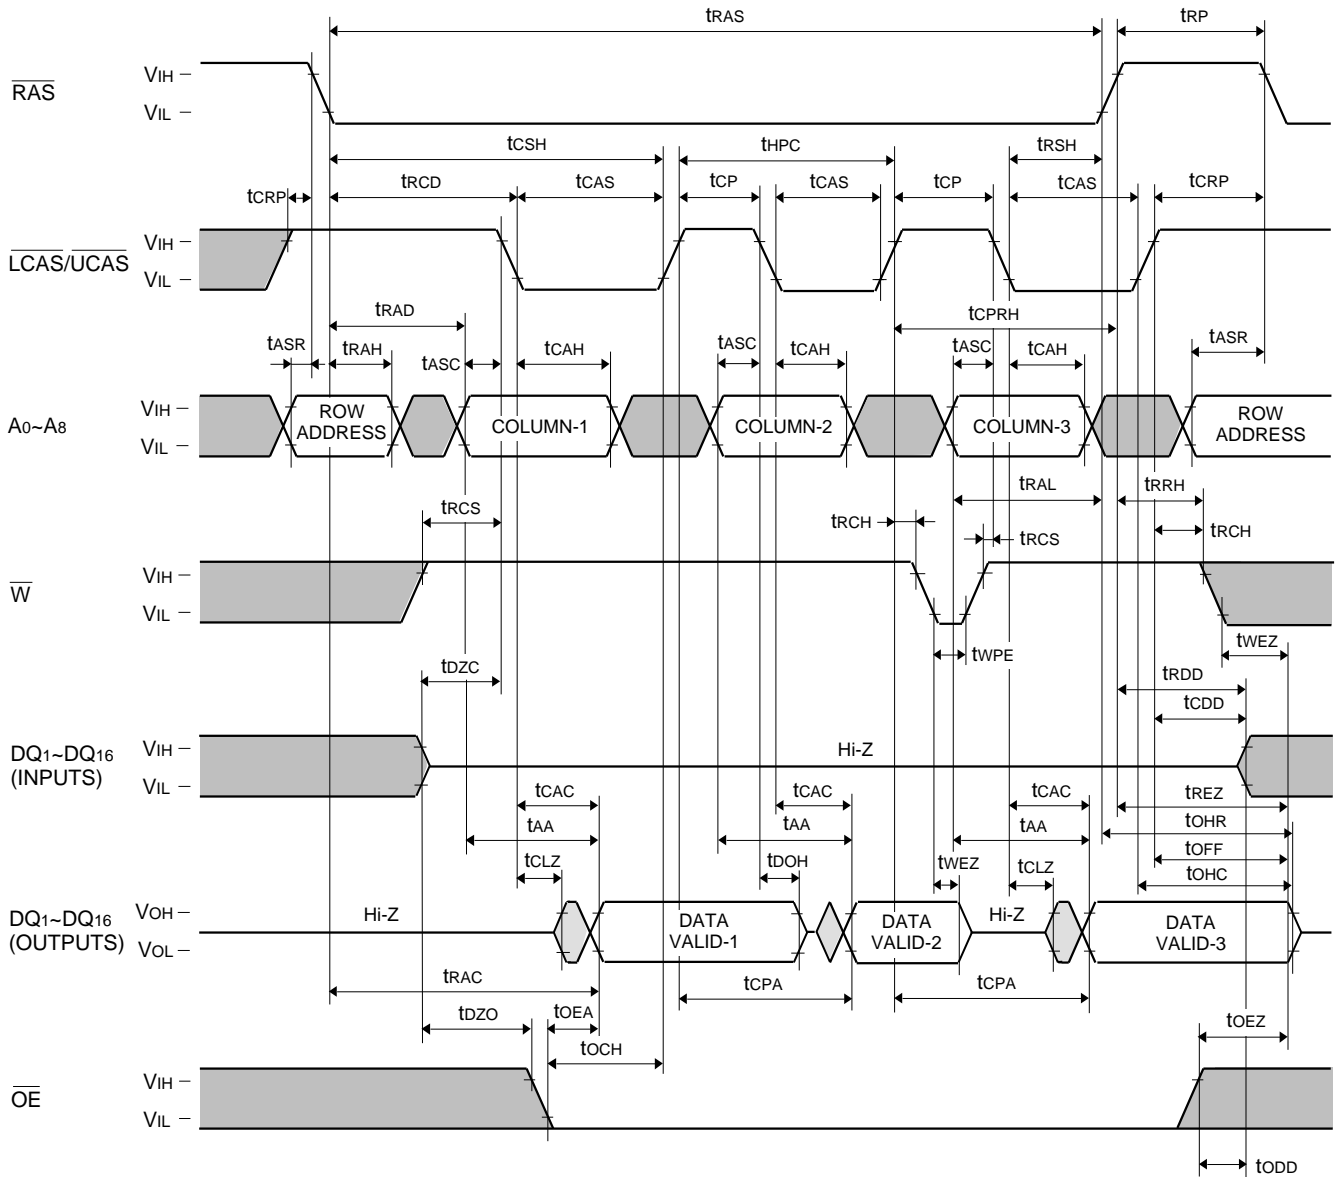 tRAS tRP
RAS VIH
VIL
tCSH tHPC tRSH
tCRP tRCD tCAS tCP tCAS tCP tCAS tCRP
LCAS/UCAS VIH
VIL
tRAD tCPRH
tASR tRAH tASC tCAH tASC tCAH tASC tCAH tASR
A0~A8 VIH
VIL
ROW ADDRESS
COLUMN-1
COLUMN-2
COLUMN-3
ROW ADDRESS
tRAL tRRH
tRCS tRCH tRCS tRCH
W VIH
VIL
tWPE tWEZ
tDZC tRDD
tCDD
DQ1~DQ16
(INPUTS)
VIH
VIL
Hi-Z
tCAC tCAC tCAC tREZ
tAA tAA tAA tOHR
tCLZ tDOH tWEZ tCLZ tOFF
tOHC
DQ1~DQ16
(OUTPUTS)
VOH
VOL
Hi-Z
DATA
VALID-1
DATA
VALID-2
Hi-Z
DATA
VALID-3
tRAC tCPA tCPA
tDZO tOEA tOEZ
tOCH
OE VIH
VIL
tODD